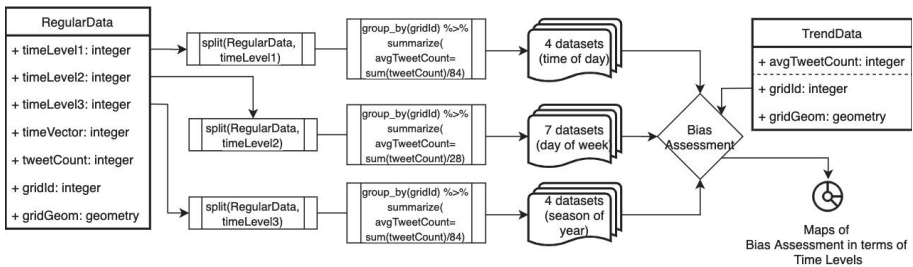 RegularData
+ timeLevel1: integer
+ timeLevel2: integer
+ timeLevel3: integer
+ timeVector: integer
+ tweetCount: integer
+ gridId: integer
+ gridGeom: geometry
split(RegularData,
timeLevel1)
group_by(gridId) %>%
summarize(
avgTweetCount=
sum(tweetCount)/84)
4 datasets
(time of day)
split(RegularData,
timeLevel2)
group_by(gridId) %>%
summarize(
avgTweetCount=
sum(tweetCount)/28)
7 datasets
(day of week)
split(RegularData,
timeLevel3)
group_by(gridId) %>%
summarize(
avgTweetCount=
sum(tweetCount)/84)
4 datasets
(season of
year)
Bias
Assessment
TrendData
+ avgTweetCount: integer
+ gridId: integer
+ gridGeom: geometry
Maps of
Bias Assessment in terms of
Time Levels